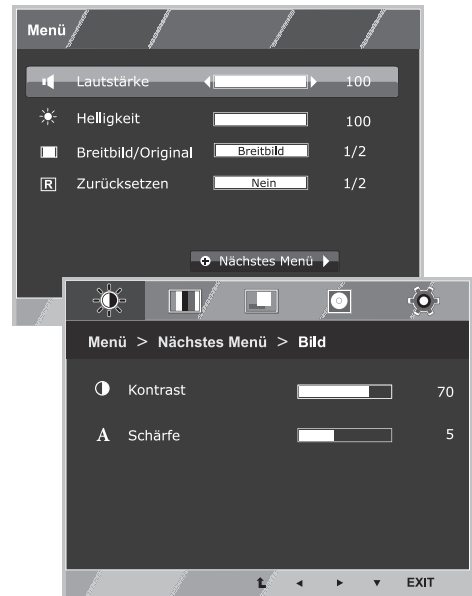 Menü
Lautstärke 100
Helligkeit 100
Breitbild/Original Breitbild 1/2
R Zurücksetzen Nein 1/2
Nächstes Menü
Menü > Nächstes Menü > Bild
Kontrast 70
A Schärfe 5
EXIT